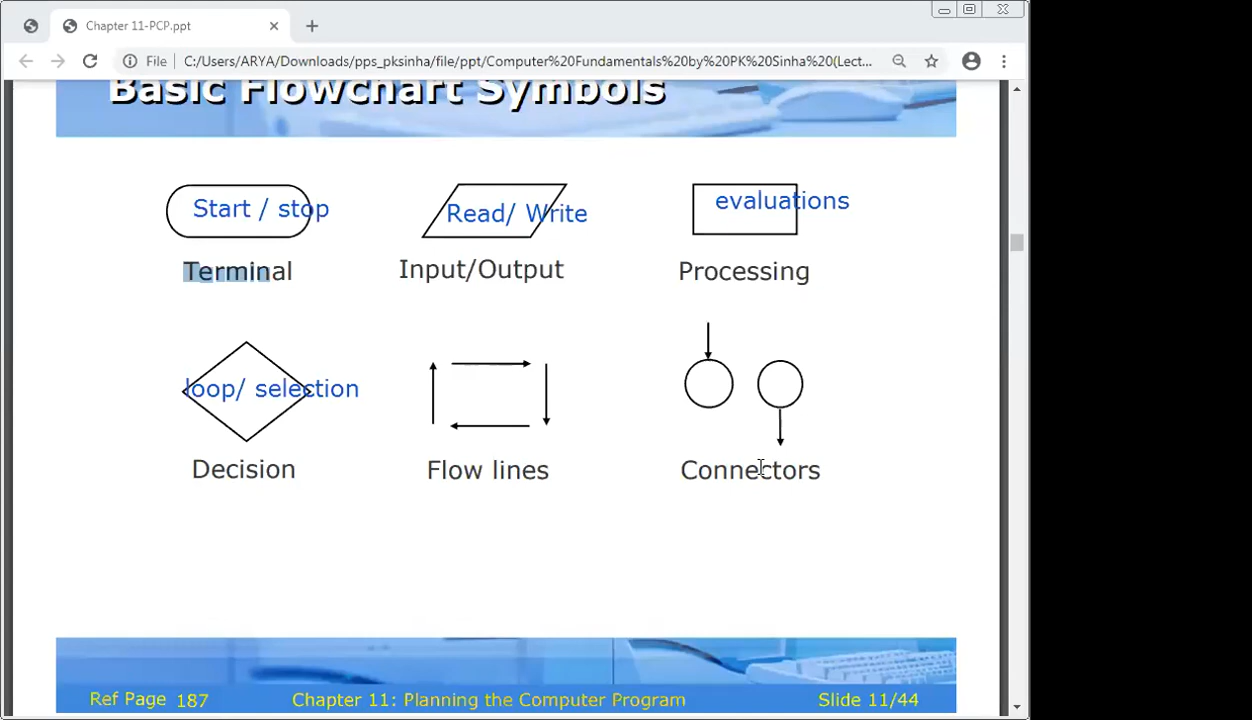 Chapter 11-PCP.ppt
File
C:/Users/ARYA/Downloads/pps_pksinha/file/ppt/Computer%20Fundamentals%20by%20PK%20Sinha%20(Lect...
Basic Flowchart Symbols
Start / stop
Read/ Write
evaluations
Terminal
Input/Output
Processing
loop/ selection
Decision
Flow lines
Connectors
Ref Page 187
Chapter 11: Planning the Computer Program
Slide 11/44